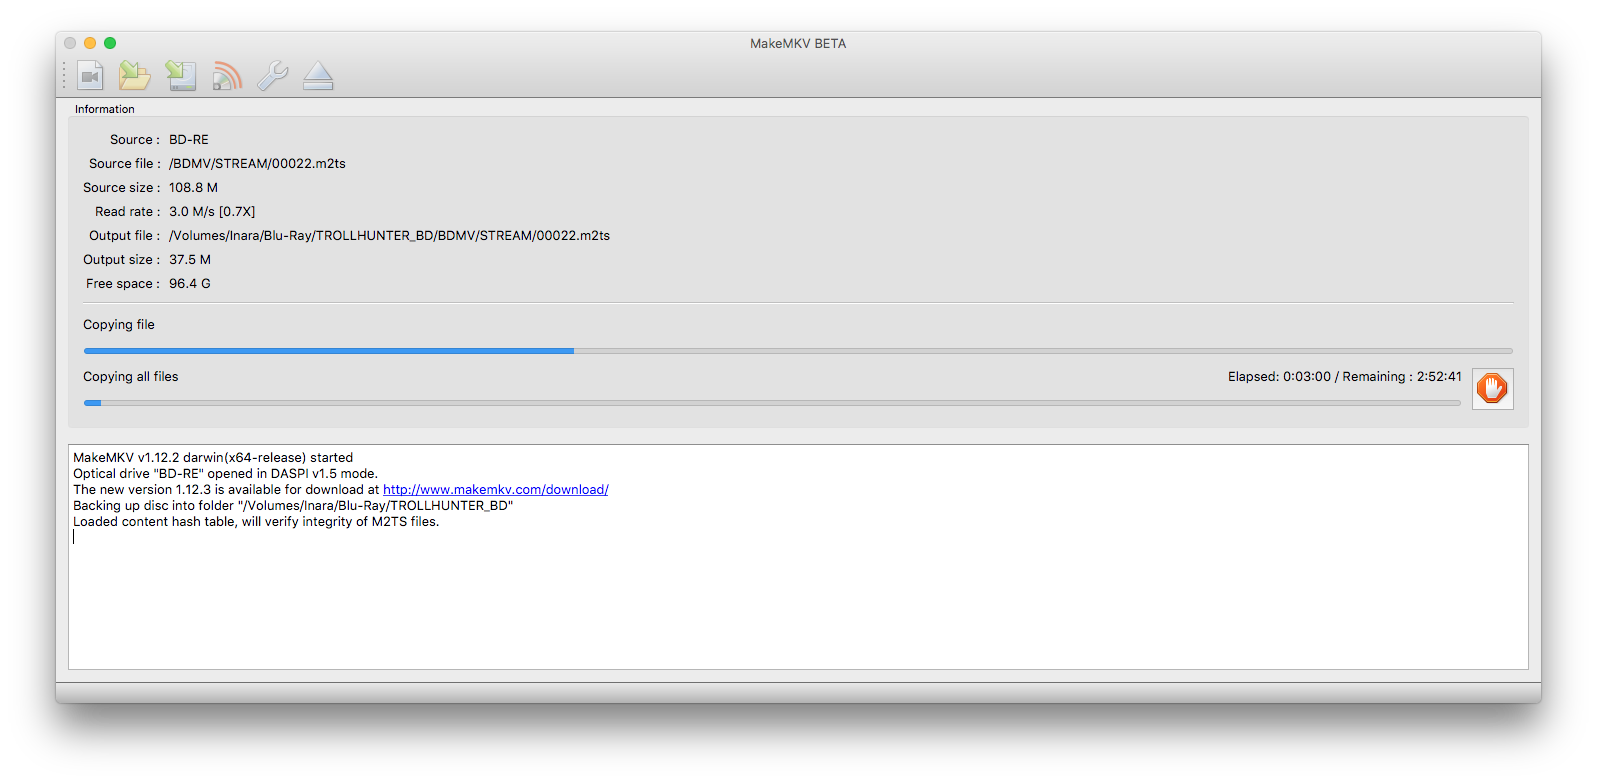 MakeMKV BETA
Information
Source : BD-RE
Source file : /BDMV/STREAM/00022.m2ts
Source size : 108.8 M
Read rate : 3.0 M/s [0.7X]
Output file : /Volumes/Inara/Blu-Ray/TROLLHUNTER_BD/BDMV/STREAM/00022.m2ts
Output size : 37.5 M
Free space : 96.4 G
Copying file
Copying all files Elapsed: 0:03:00 / Remaining : 2:52:41
MakeMKV v1.12.2 darwin(x64-release) started
Optical drive "BD-RE" opened in DASPI v1.5 mode.
The new version 1.12.3 is available for download at http://www.makemkv.com/download/
Backing up disc into folder "/Volumes/Inara/Blu-Ray/TROLLHUNTER_BD"
Loaded content hash table, will verify integrity of M2TS files.